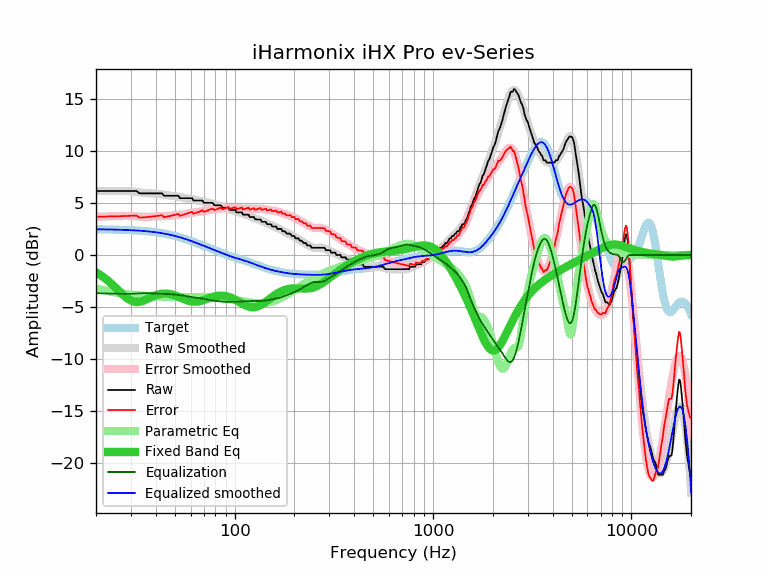 iHarmonix iHX Pro ev-Series
Amplitude (dBr)
15
10
5
0
−5
−10
−15
−20
Target
Raw Smoothed
Error Smoothed
Raw
Error
Parametric Eq
Fixed Band Eq
Equalization
Equalized smoothed
100
1000
10000
Frequency (Hz)